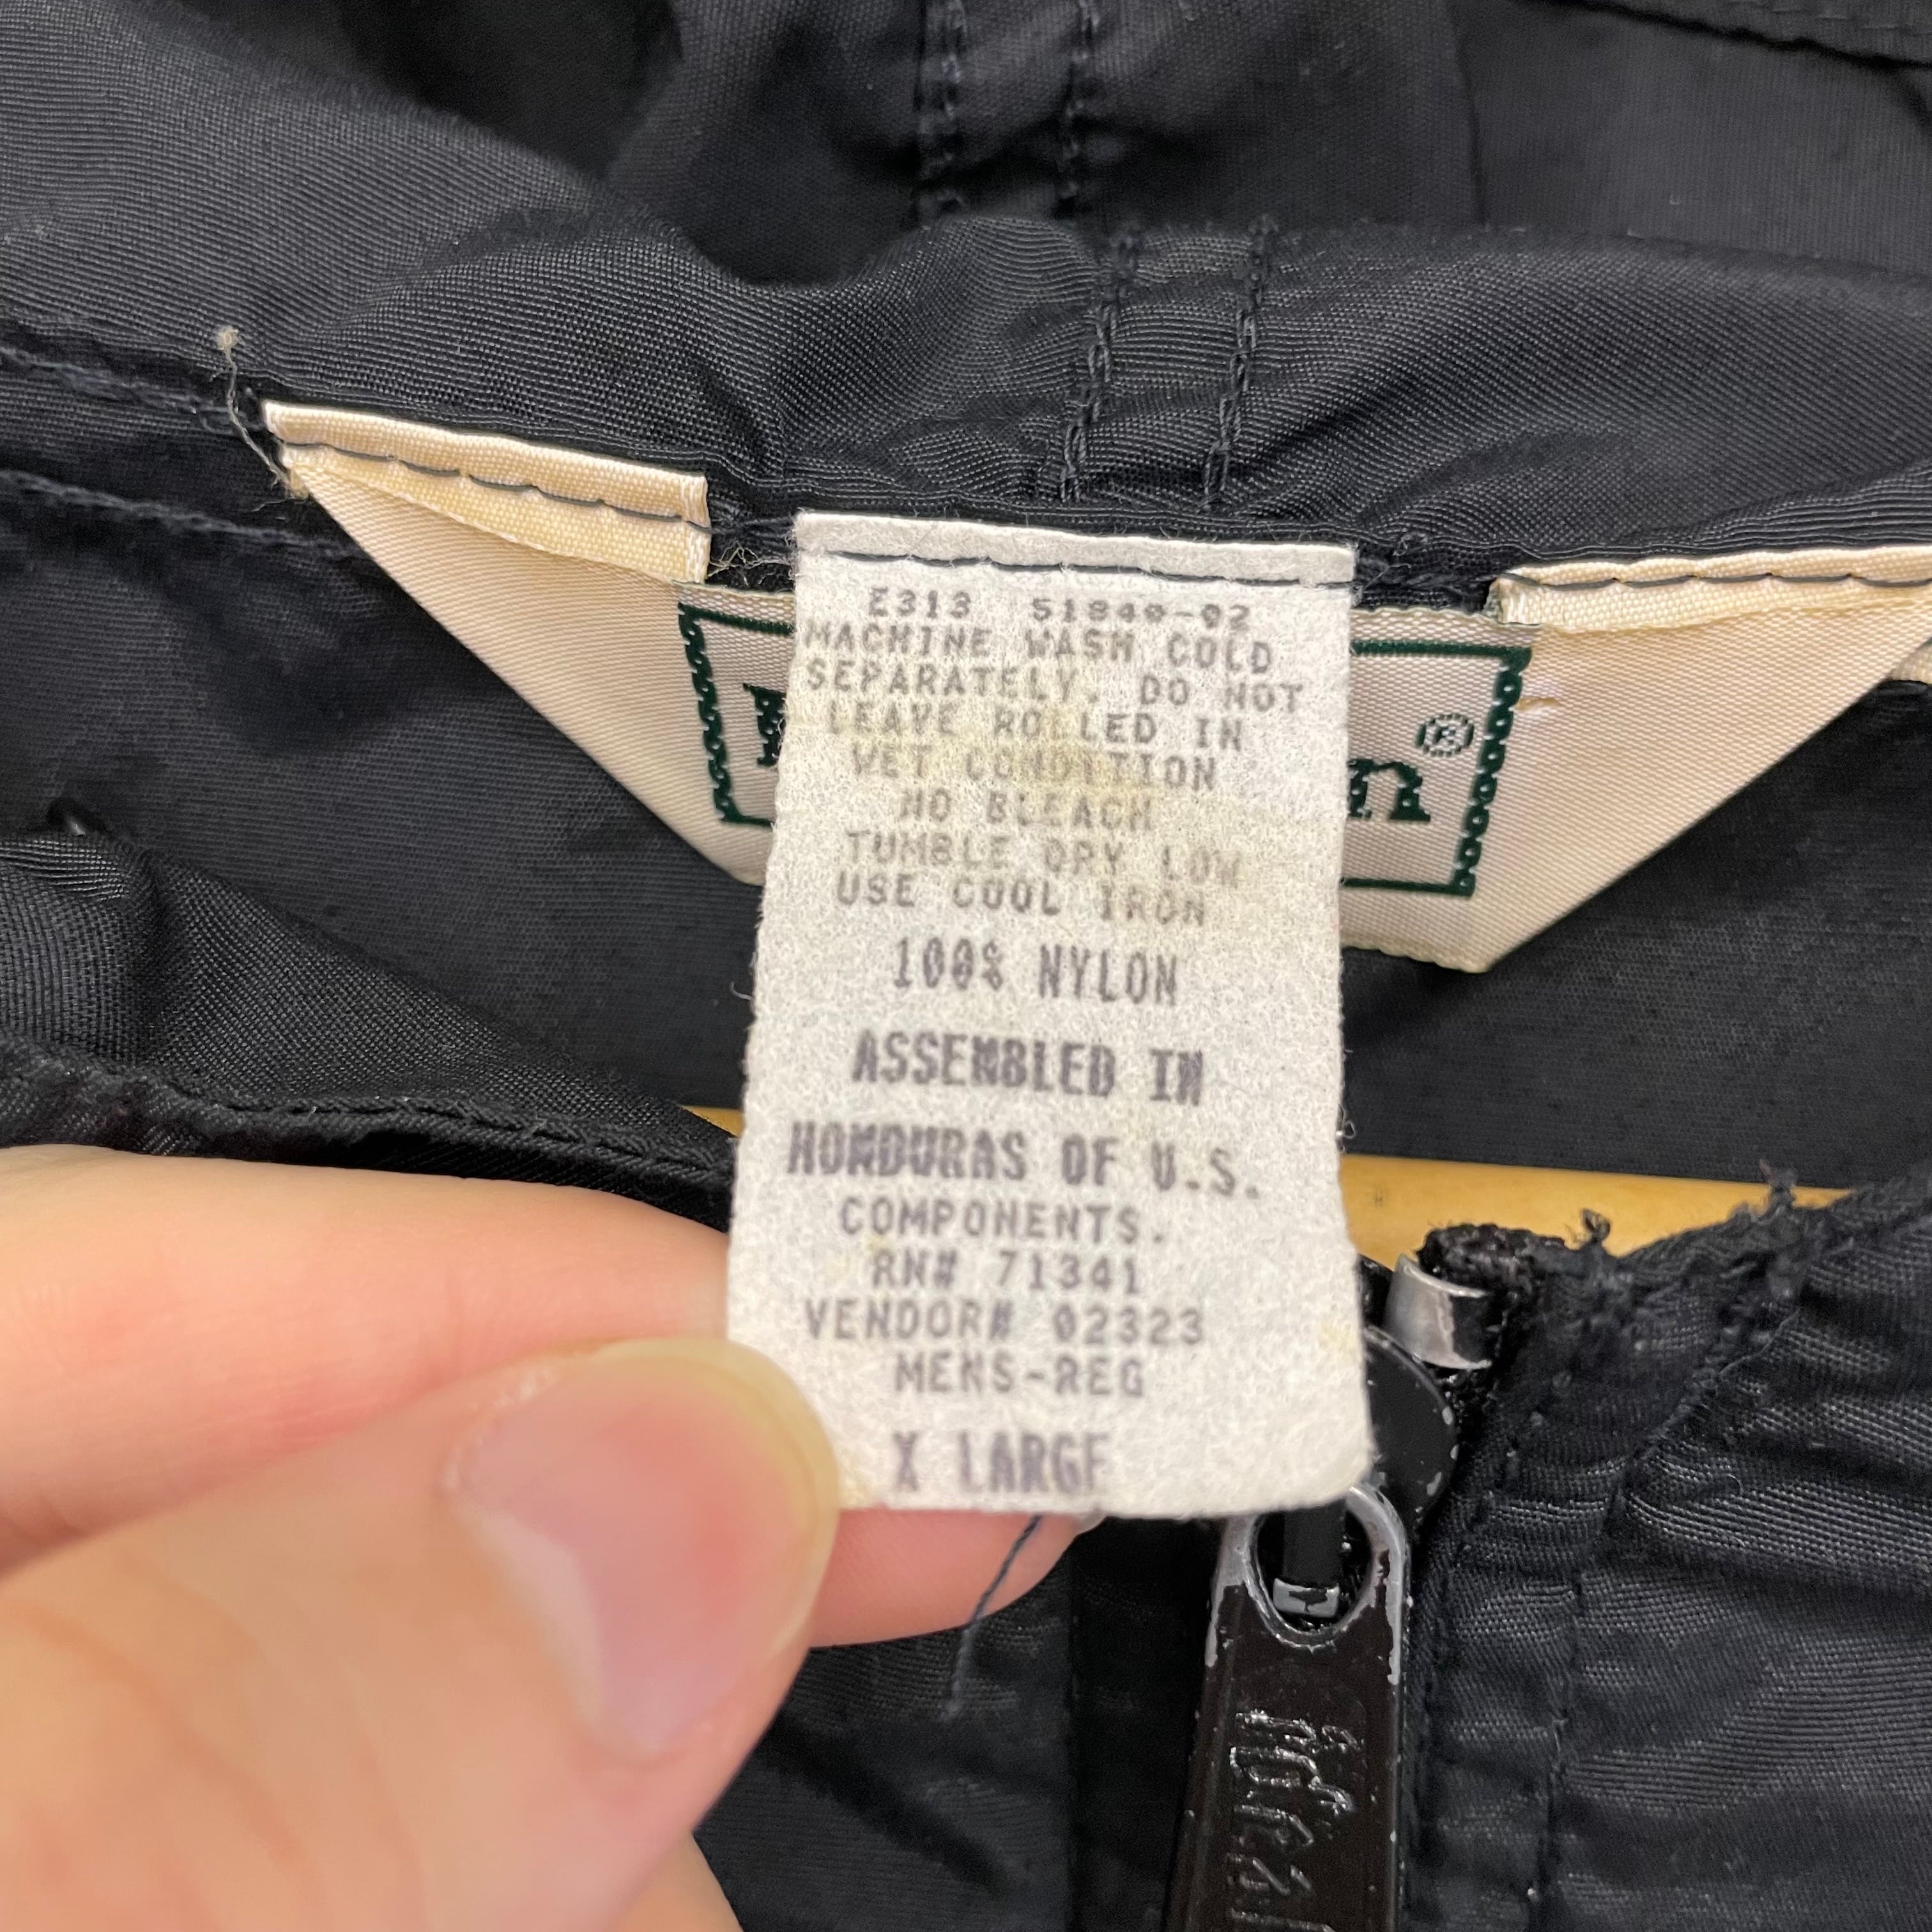 E313 51940-02
MACHINE WASH COLD
SEPARATELY. DO NOT
LEAVE ROLLED IN
WET CONDITION
NO BLEACH
TUMBLE DRY LOW
USE COOL IRON
100% NYLON
ASSEMBLED IN
HONDURAS OF U.S.
COMPONENTS.
RN# 71341
VENDOR# 02323
MENS-REG
X LARGE